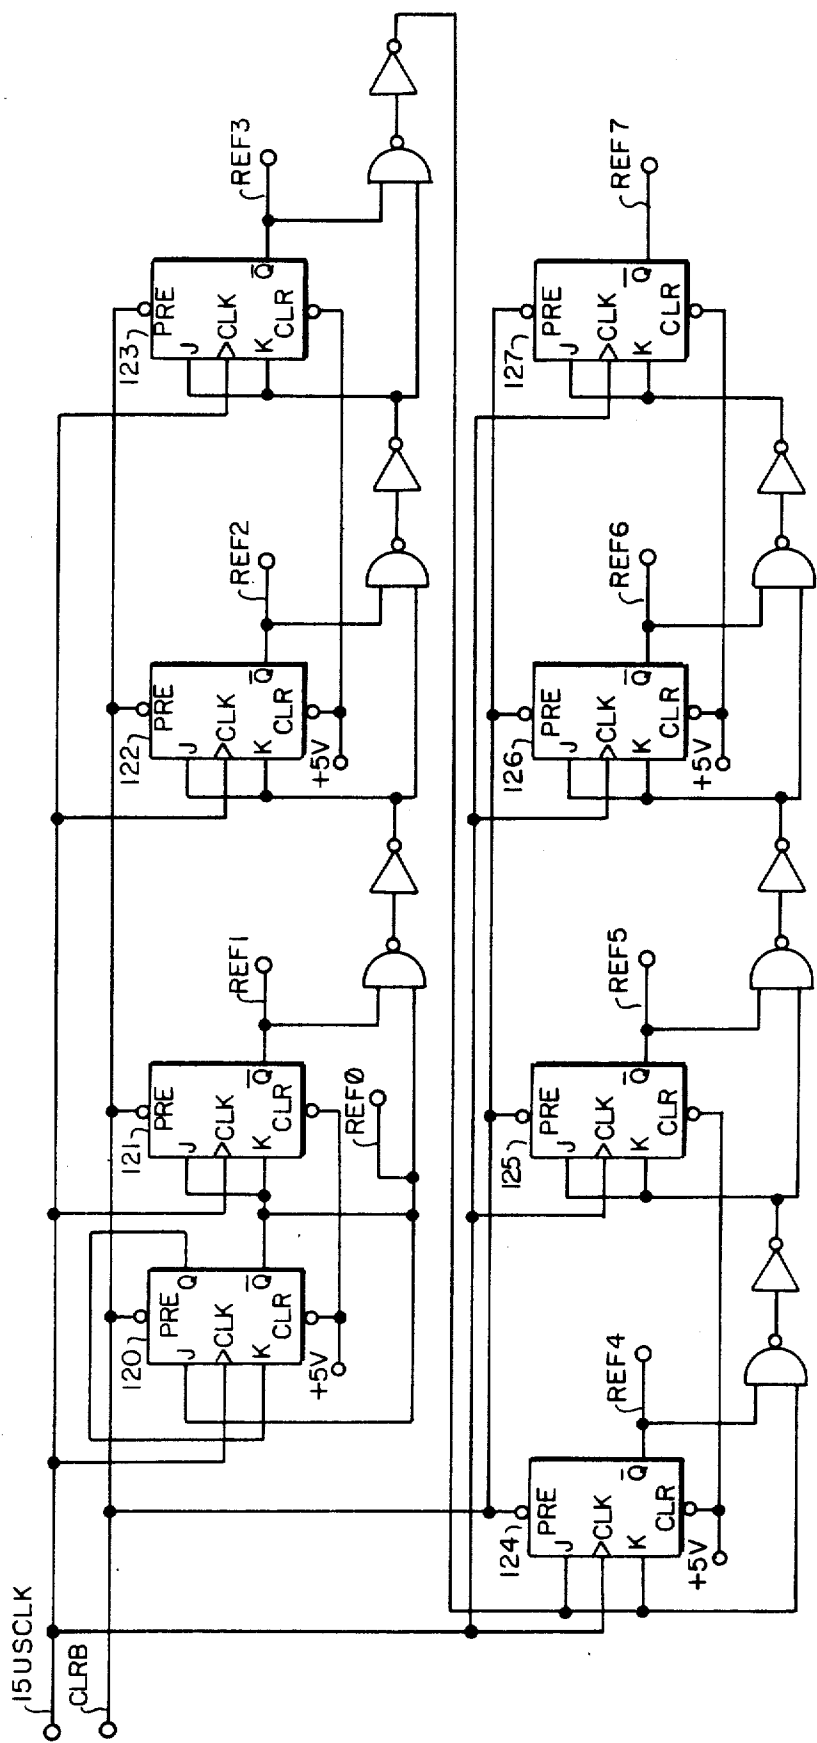 15USCLK
CLRB
120
PRE
J
CLK
K
CLR
Q
Q̅
+5V
121
PRE
J
CLK
K
CLR
Q̅
REF0
REF1
122
PRE
J
CLK
K
CLR
Q̅
+5V
REF2
123
PRE
J
CLK
K
CLR
Q̅
REF3
124
PRE
J
CLK
K
CLR
Q̅
+5V
REF4
125
PRE
J
CLK
K
CLR
Q̅
REF5
126
PRE
J
CLK
K
CLR
Q̅
+5V
REF6
127
PRE
J
CLK
K
CLR
Q̅
REF7